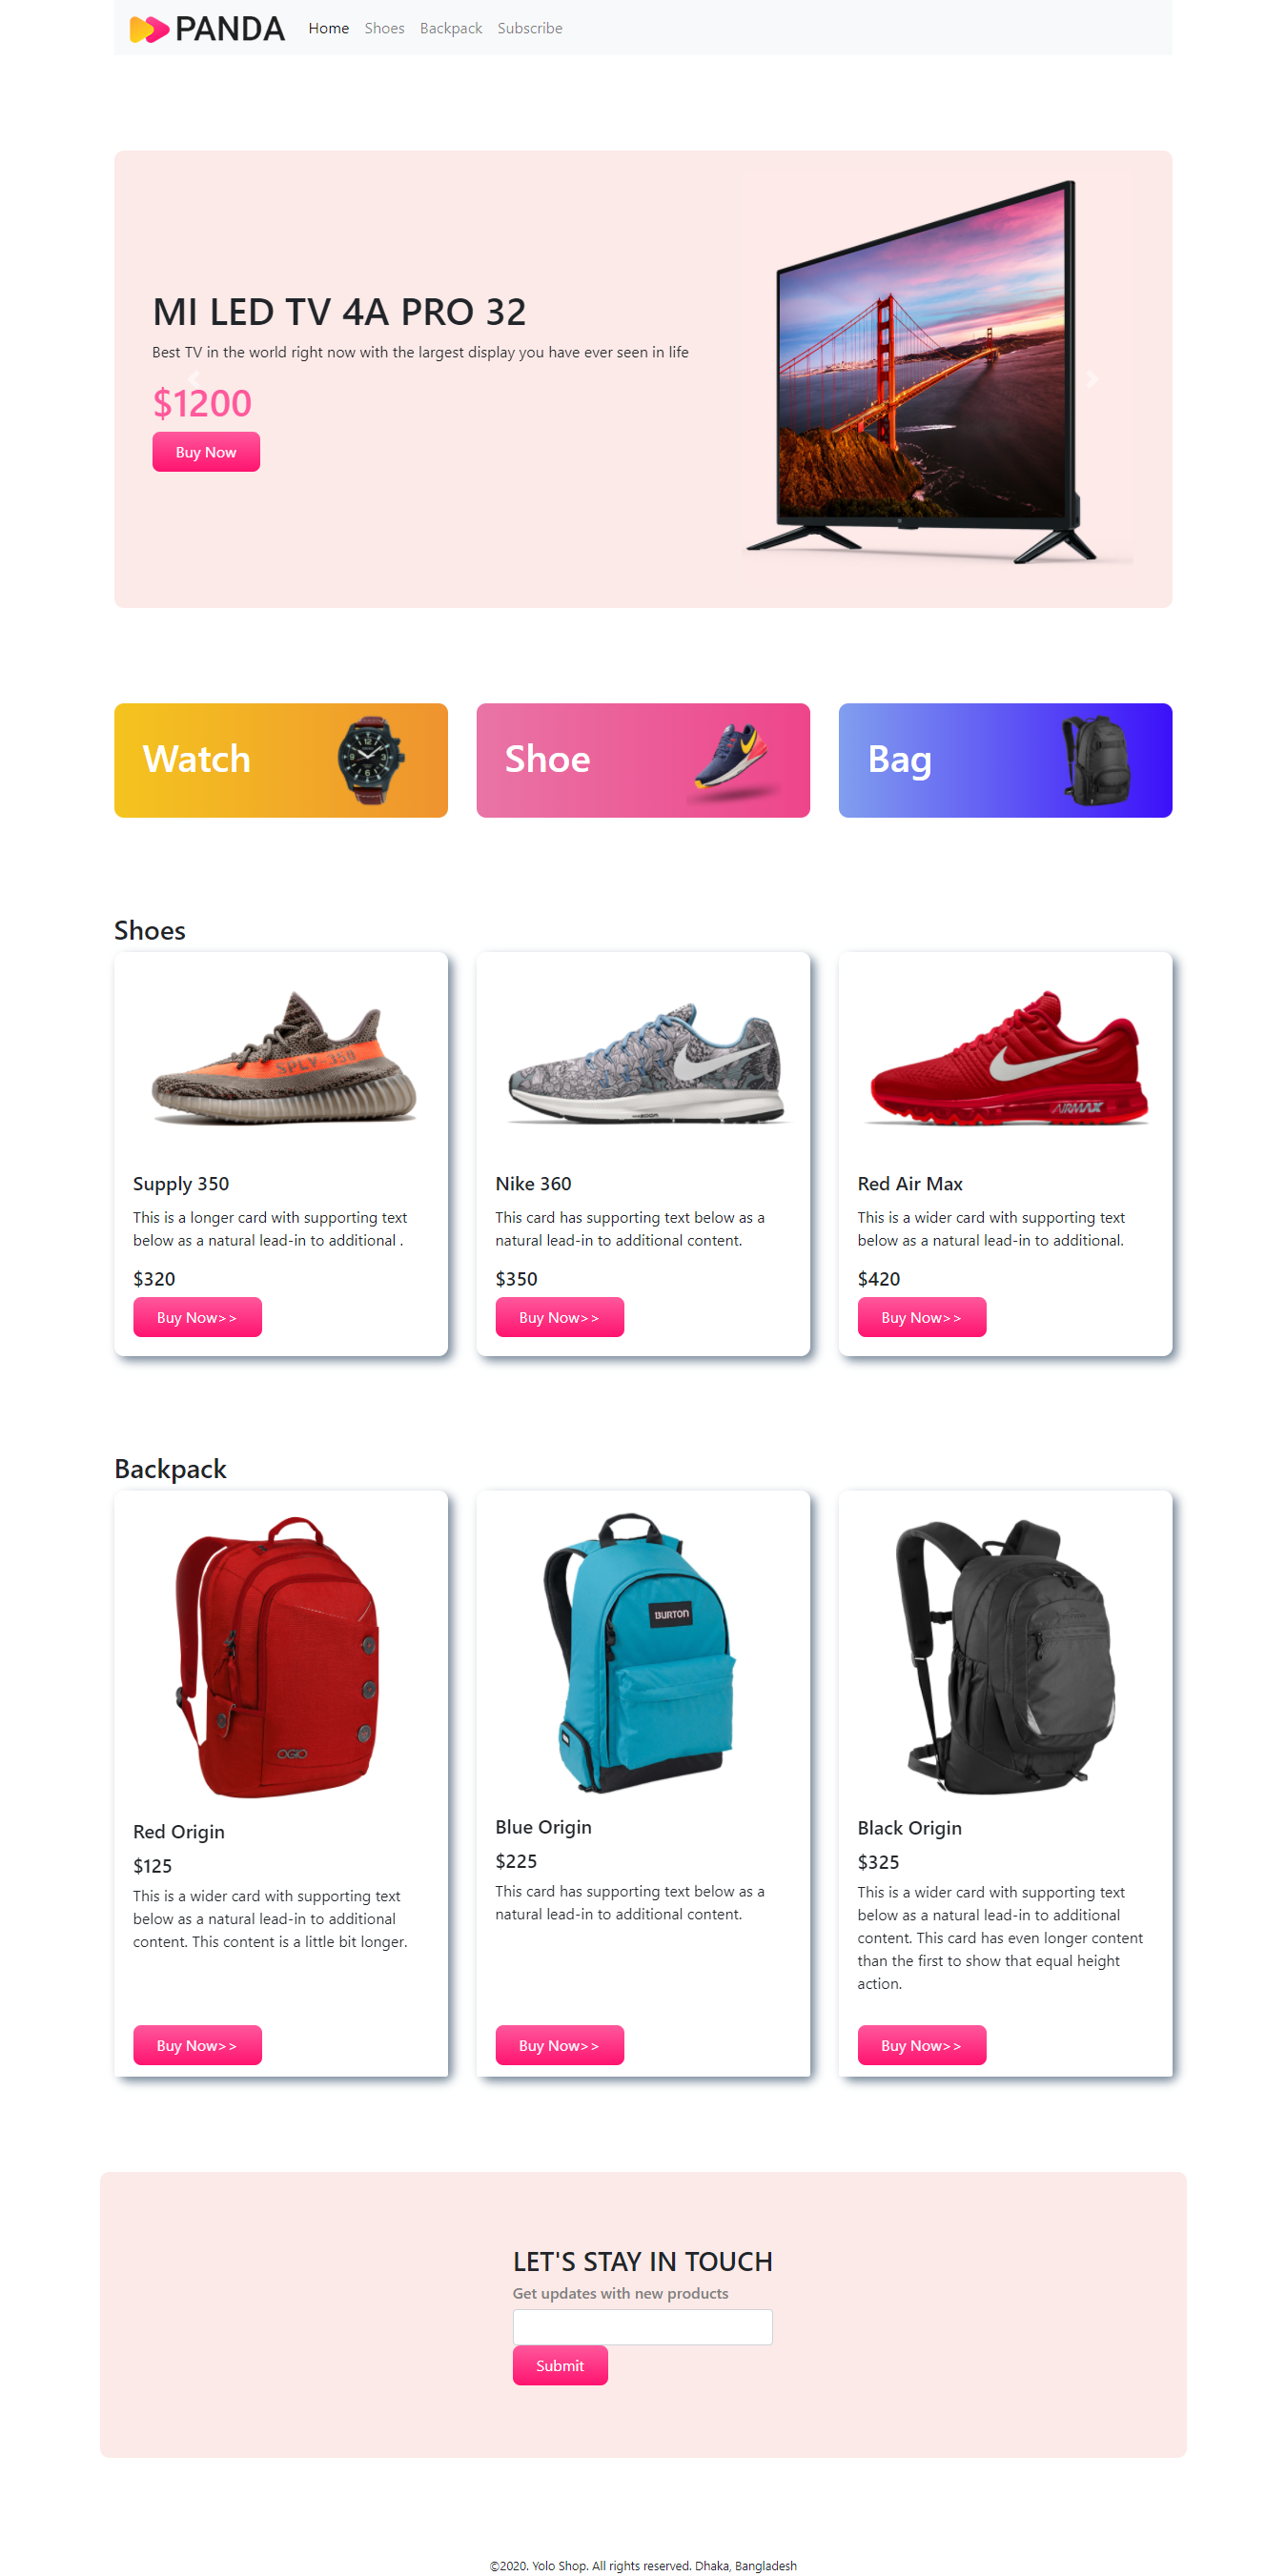 PANDA
Home Shoes Backpack Subscribe
MI LED TV 4A PRO 32
Best TV in the world right now with the largest display you have ever seen in life
$1200
Buy Now
Watch
Shoe
Bag
Shoes
SPLY-350
ZOOM
AIRMAX
Supply 350
This is a longer card with supporting text
below as a natural lead-in to additional .
$320
Buy Now>>
Nike 360
This card has supporting text below as a
natural lead-in to additional content.
$350
Buy Now>>
Red Air Max
This is a wider card with supporting text
below as a natural lead-in to additional.
$420
Buy Now>>
Backpack
OGIO
BURTON
Red Origin
$125
This is a wider card with supporting text
below as a natural lead-in to additional
content. This content is a little bit longer.
Buy Now>>
Blue Origin
$225
This card has supporting text below as a
natural lead-in to additional content.
Buy Now>>
Black Origin
$325
This is a wider card with supporting text
below as a natural lead-in to additional
content. This card has even longer content
than the first to show that equal height
action.
Buy Now>>
LET'S STAY IN TOUCH
Get updates with new products
Submit
©2020. Yolo Shop. All rights reserved. Dhaka, Bangladesh